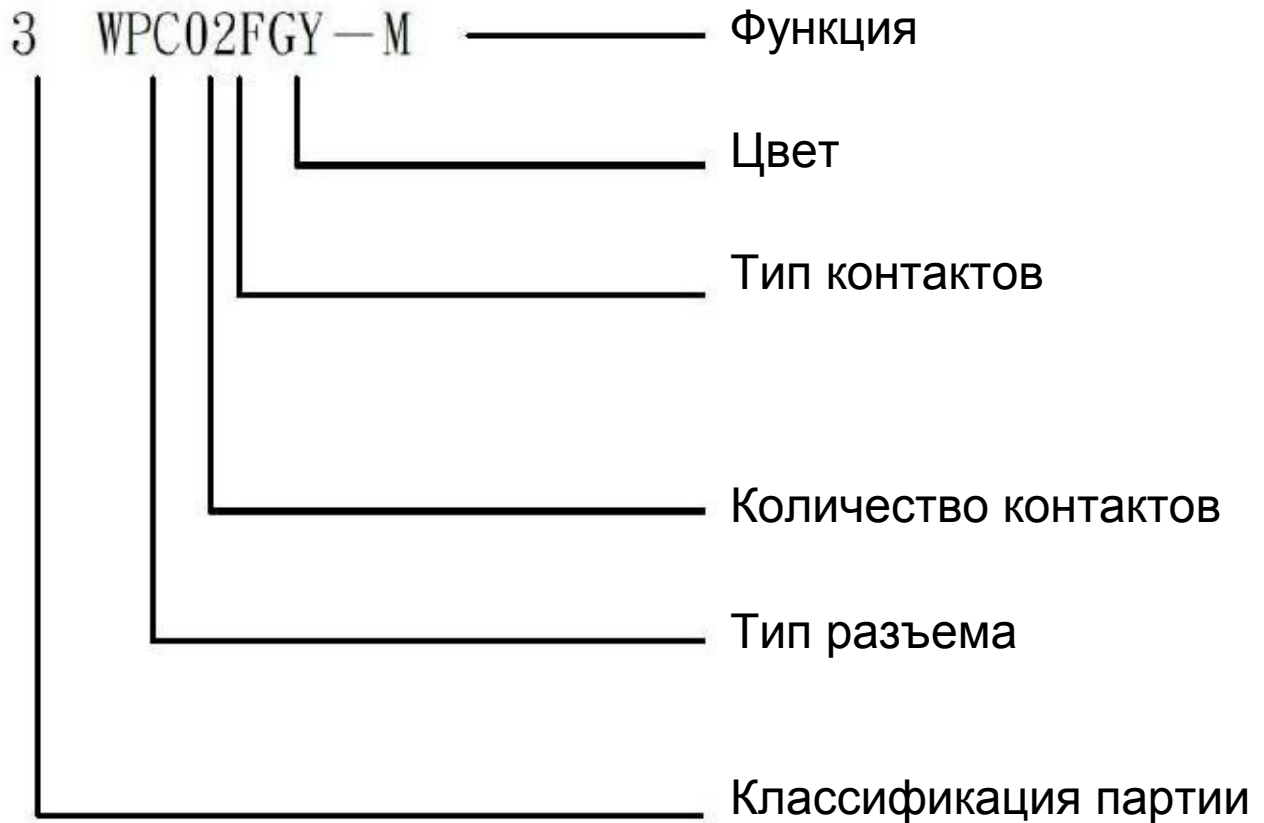 3 WPC02FGY-M Функция
Цвет
Тип контактов
Количество контактов
Тип разъема
Классификация партии